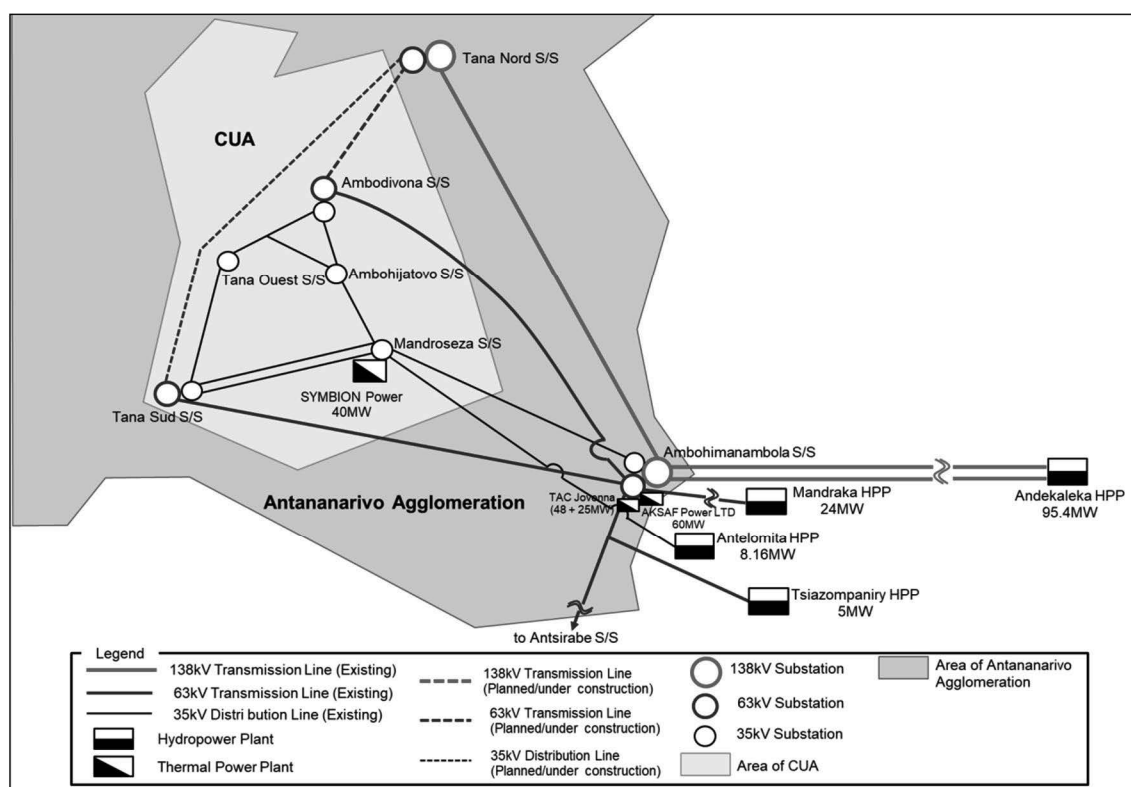 Tana Nord S/S
CUA
Ambodivona S/S
Tana Ouest S/S
Ambohijatovo S/S
Mandroseza S/S
SYMBION Power
40MW
Tana Sud S/S
Ambohimanambola S/S
Antananarivo Agglomeration
TAC Jovenna
(48 + 25MW)
AKSAF Power LTD
60MW
Mandraka HPP
24MW
Andekaleka HPP
95.4MW
Antelomita HPP
8.16MW
Tsiazompaniry HPP
5MW
to Antsirabe S/S
Legend
138kV Transmission Line (Existing)
63kV Transmission Line (Existing)
35kV Distri bution Line (Existing)
Hydropower Plant
Thermal Power Plant
138kV Transmission Line
(Planned/under construction)
63kV Transmission Line
(Planned/under construction)
35kV Distribution Line
(Planned/under construction)
138kV Substation
63kV Substation
35kV Substation
Area of CUA
Area of Antananarivo
Agglomeration